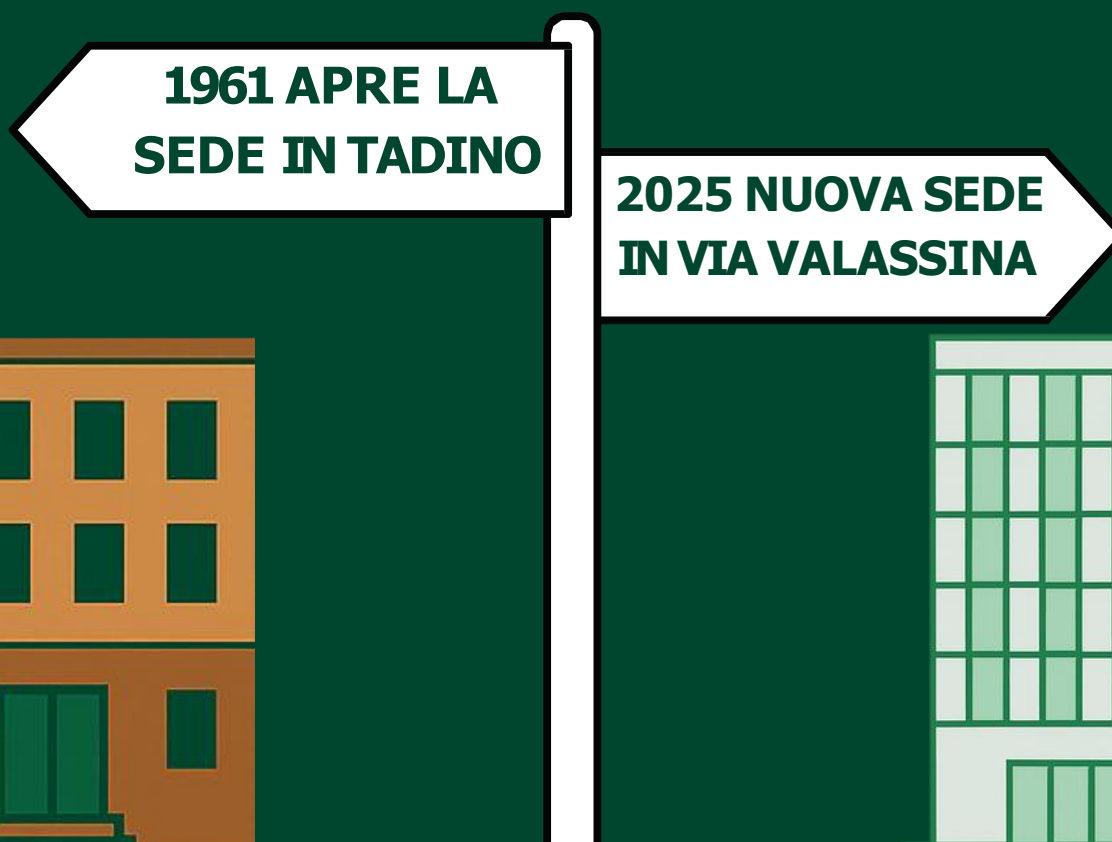 1961 APRE LA
SEDE IN TADINO
2025 NUOVA SEDE
IN VIA VALASSINA